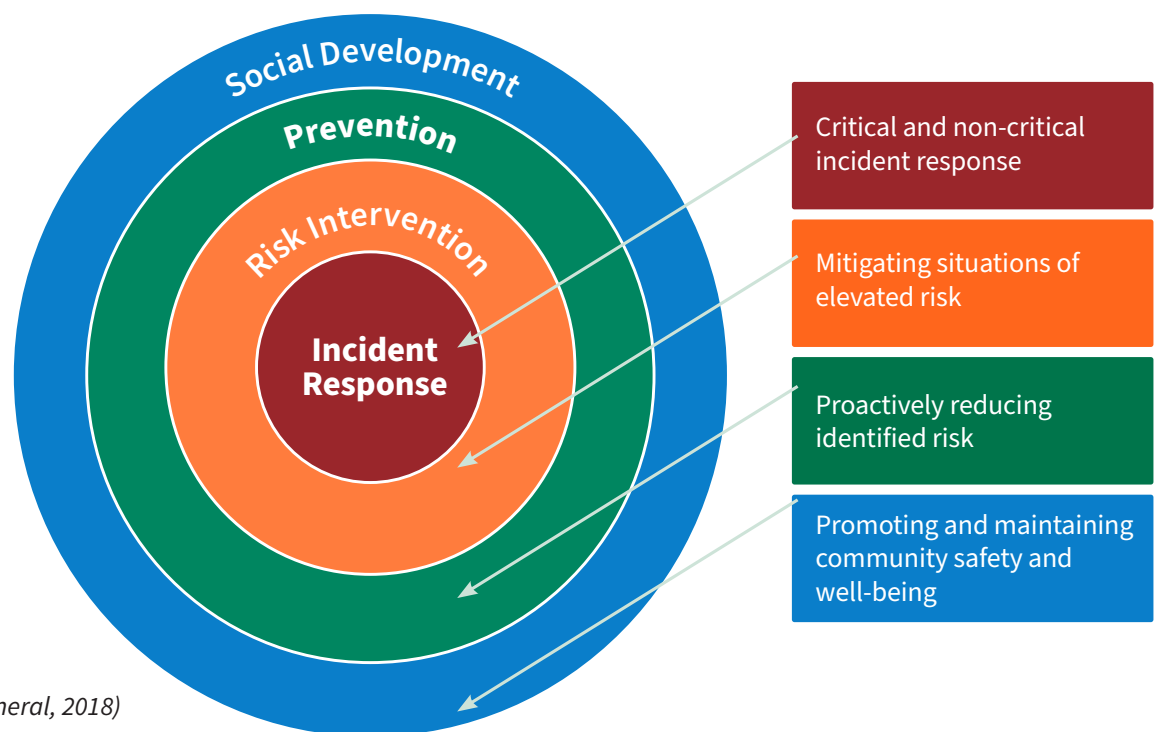 Social Development
Prevention
Risk Intervention
Incident
Response
Critical and non-critical
incident response
Mitigating situations of
elevated risk
Proactively reducing
identified risk
Promoting and maintaining
community safety and
well-being
2018)